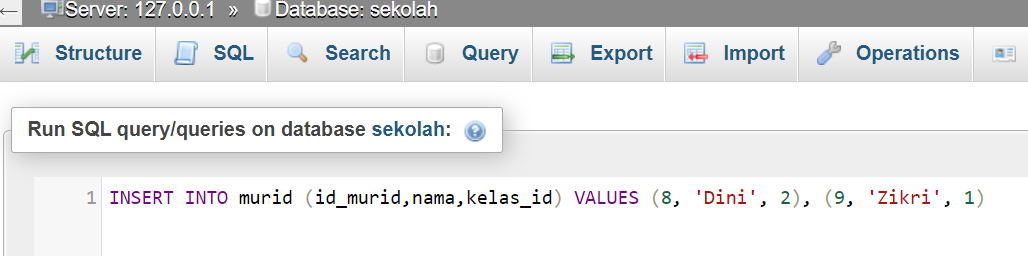 ← Server: 127.0.0.1 » Database: sekolah
Structure SQL Search Query Export Import Operations
Run SQL query/queries on database sekolah:
1 INSERT INTO murid (id_murid,nama,kelas_id) VALUES (8, 'Dini', 2), (9, 'Zikri', 1)